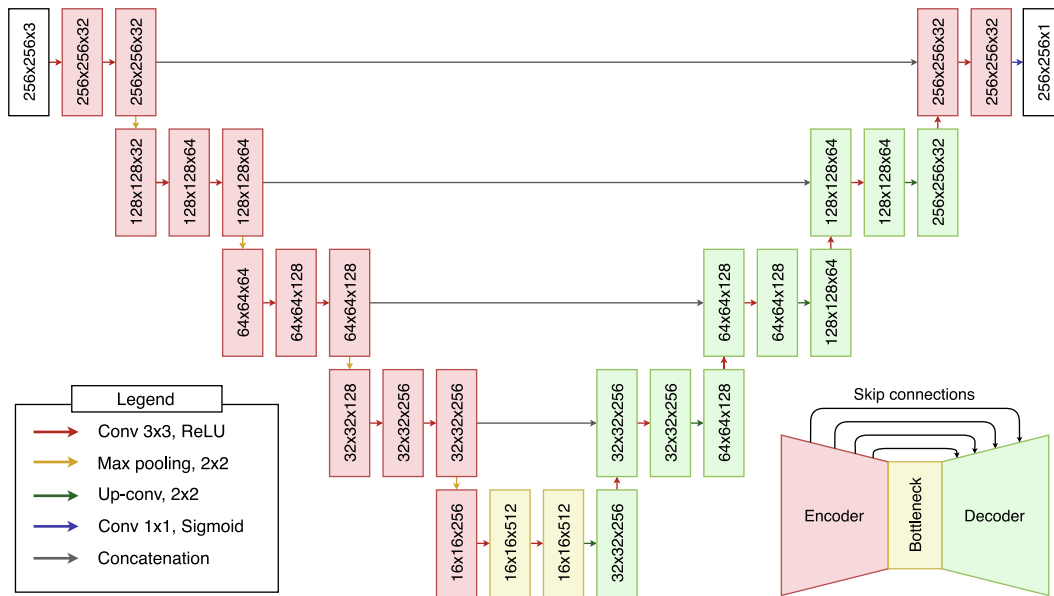 256x256x3
256x256x32
256x256x32
256x256x32
256x256x32
256x256x1
128x128x32
128x128x64
128x128x64
128x128x64
128x128x64
256x256x32
64x64x64
64x64x128
64x64x128
64x64x128
64x64x128
128x128x64
32x32x128
32x32x256
32x32x256
32x32x256
32x32x256
64x64x128
16x16x256
16x16x512
16x16x512
32x32x256
Legend
Conv 3x3, ReLU
Max pooling, 2x2
Up-conv, 2x2
Conv 1x1, Sigmoid
Concatenation
Skip connections
Encoder
Bottleneck
Decoder